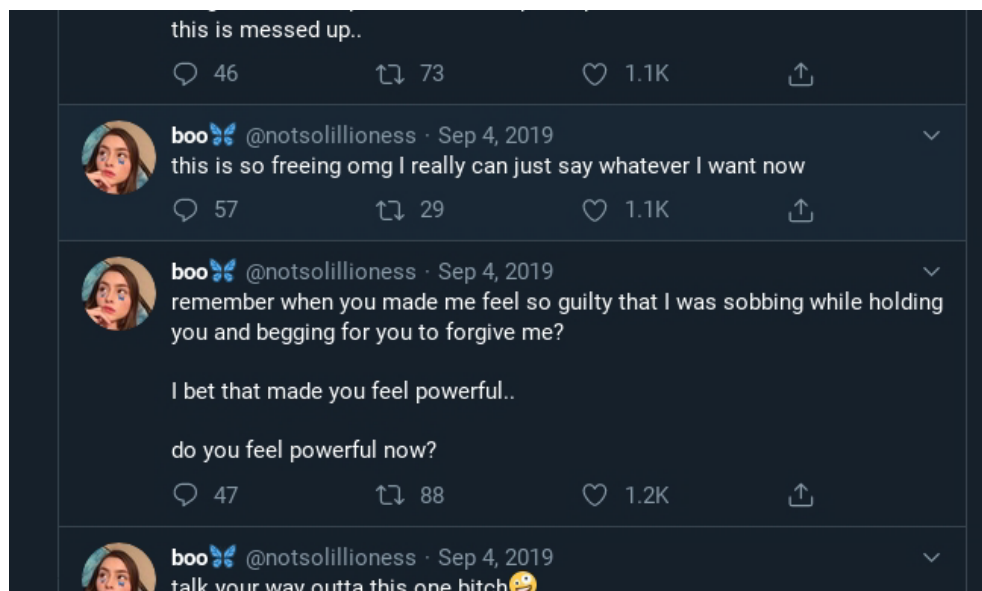 this is messed up..
46 73 1.1K
boo🦋 @notsolillioness · Sep 4, 2019
this is so freeing omg I really can just say whatever I want now
57 29 1.1K
boo🦋 @notsolillioness · Sep 4, 2019
remember when you made me feel so guilty that I was sobbing while holding
you and begging for you to forgive me?
I bet that made you feel powerful..
do you feel powerful now?
47 88 1.2K
boo🦋 @notsolillioness · Sep 4, 2019
talk your way outta this one bitch🤪